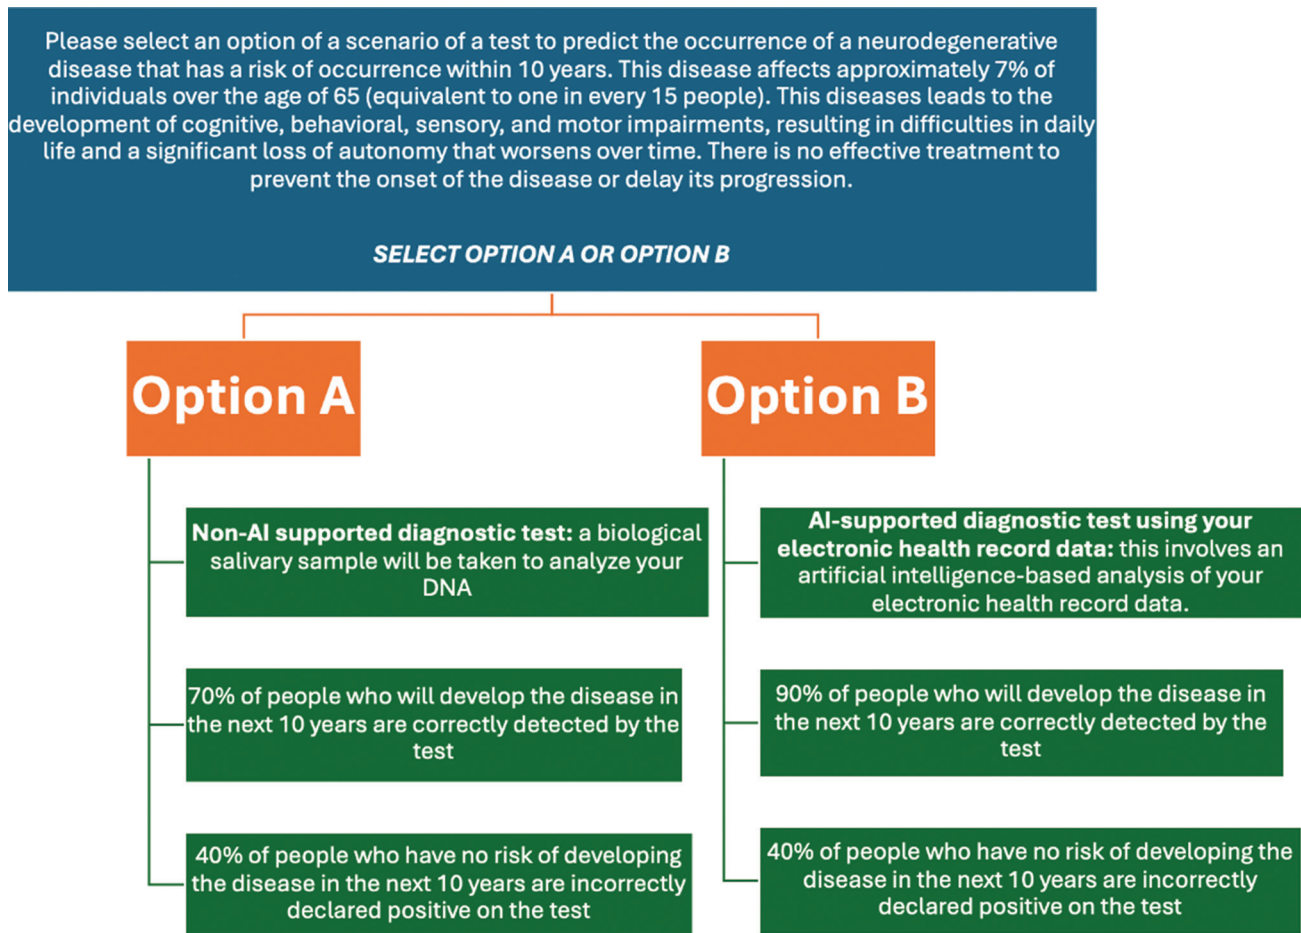 Please select an option of a scenario of a test to predict the occurrence of a neurodegenerative
disease that has a risk of occurrence within 10 years. This disease affects approximately 7% of
individuals over the age of 65 (equivalent to one in every 15 people). This diseases leads to the
development of cognitive, behavioral, sensory, and motor impairments, resulting in difficulties in daily
life and a significant loss of autonomy that worsens over time. There is no effective treatment to
prevent the onset of the disease or delay its progression.
SELECT OPTION A OR OPTION B
Option A
Non-AI supported diagnostic test: a biological
salivary sample will be taken to analyze your
DNA
70% of people who will develop the disease in
the next 10 years are correctly detected by the
test
40% of people who have no risk of developing
the disease in the next 10 years are incorrectly
declared positive on the test
Option B
AI-supported diagnostic test using your
electronic health record data: this involves an
artificial intelligence-based analysis of your
electronic health record data.
90% of people who will develop the disease in
the next 10 years are correctly detected by the
test
40% of people who have no risk of developing the
disease in the next 10 years are incorrectly
declared positive on the test